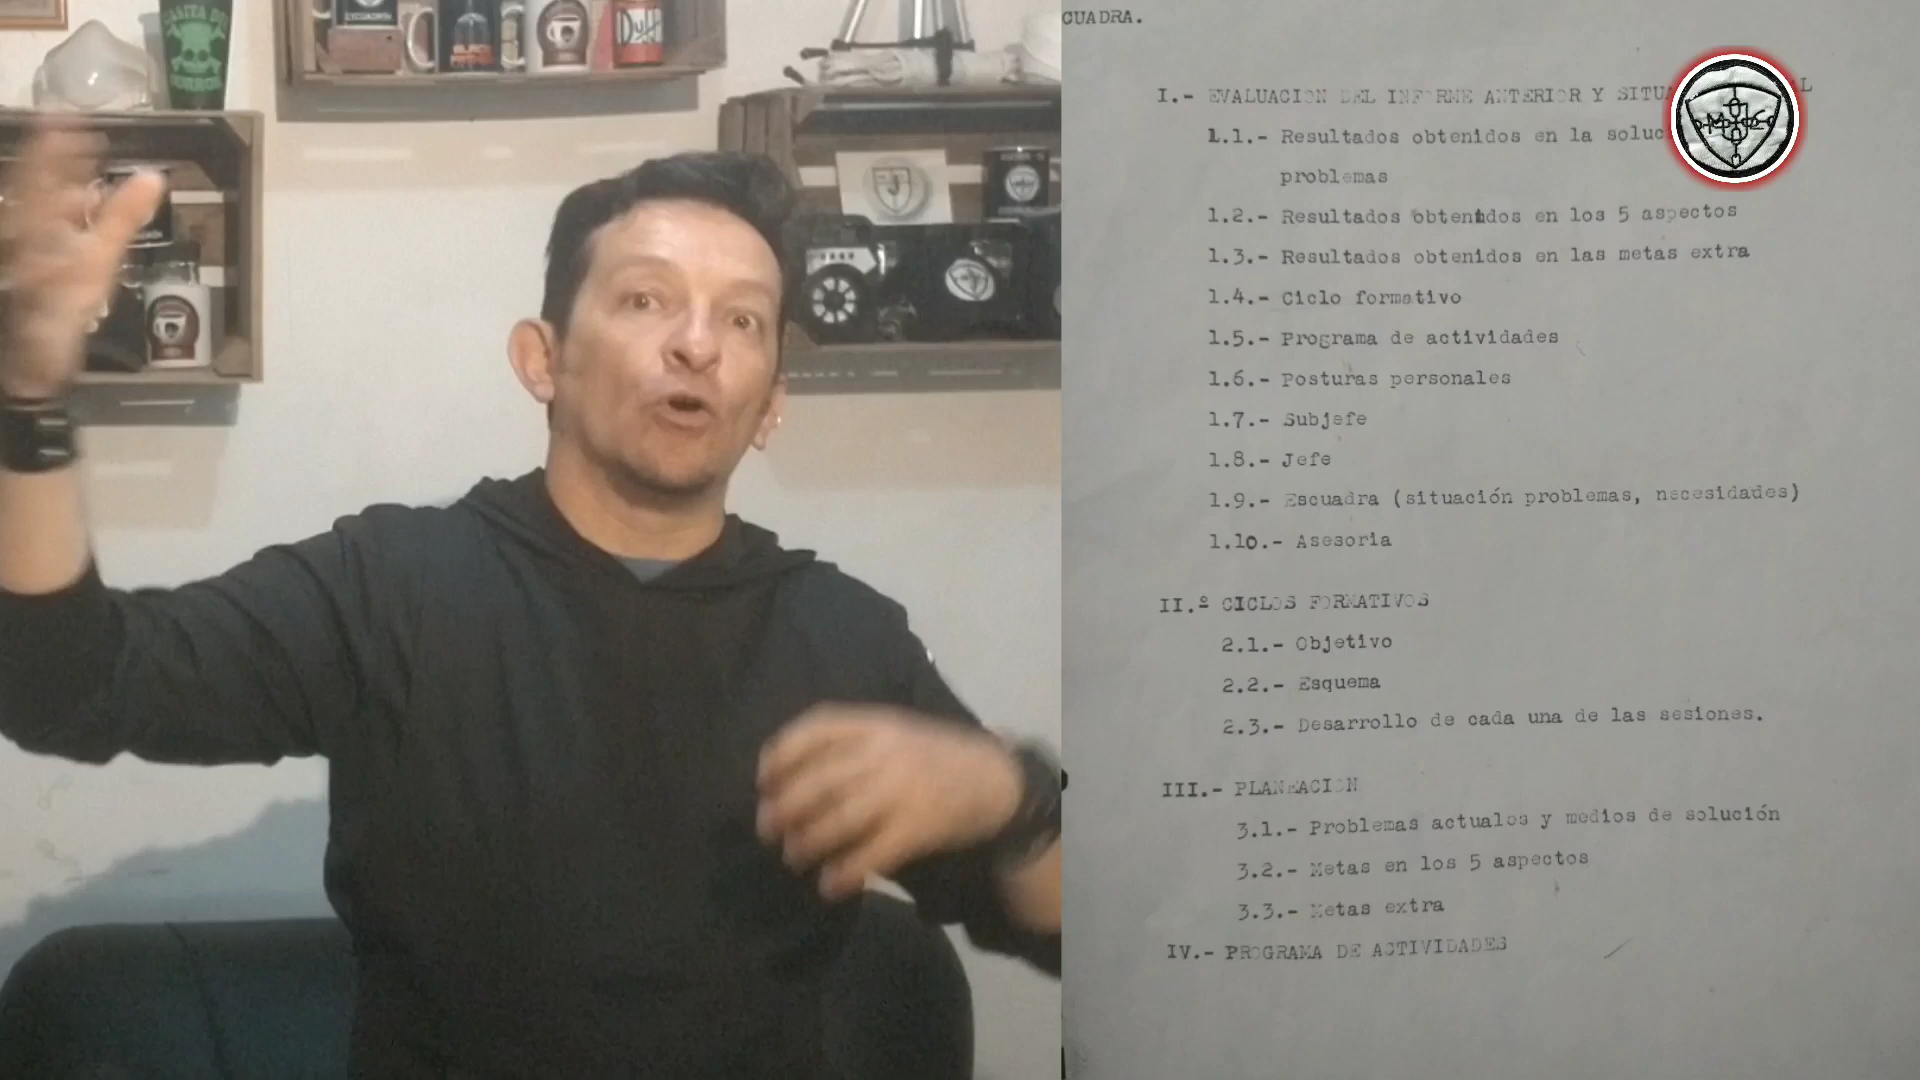 CASITA DEL
HORROR
Duff
CUADRA.
I.- EVALUACION DEL INFORME ANTERIOR Y
1.1.- Resultados obtenidos en la
problemas
1.2.- Resultados obtenidos en los 5 aspectos
1.3.- Resultados obtenidos en las metas extra
1.4.- Ciclo formativo
1.5.- Programa de actividades
1.6.- Posturas personales
1.7.- Subjefe
1.8.- Jefe
1.9.- Escuadra (situación problemas, necesidades)
1.10.- Asesoria
II.º CICLOS FORMATIVOS
2.1.- Objetivo
2.2.- Esquema
2.3.- Desarrollo de cada una de las sesiones.
III.- PLANEACION
3.1.- Problemas actuales y medios de solución
3.2.- Metas en los 5 aspectos
3.3.- Metas extra
IV.- PROGRAMA DE ACTIVIDADES